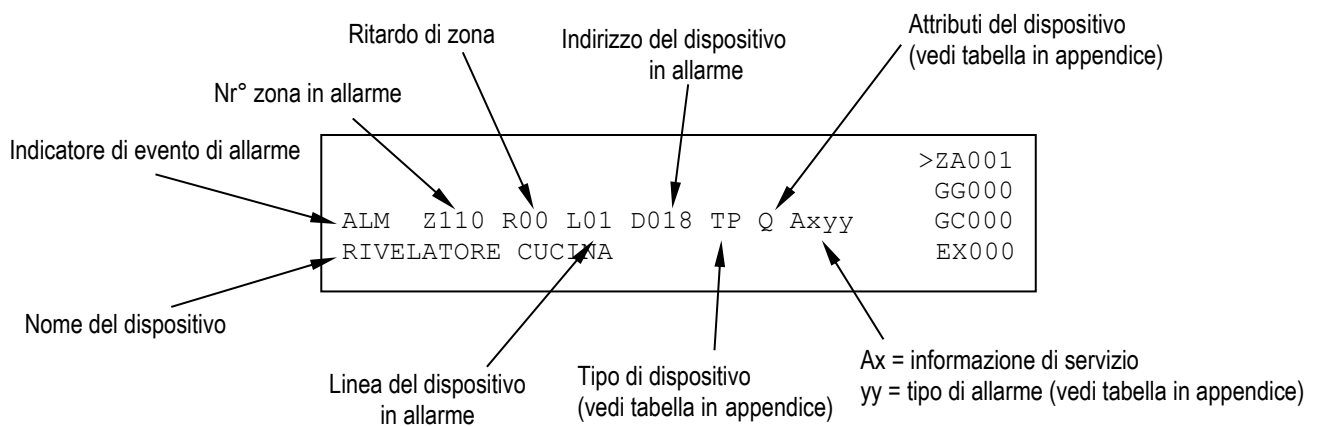 Ritardo di zona
Indirizzo del dispositivo
in allarme
Attributi del dispositivo
(vedi tabella in appendice)
Nr° zona in allarme
Indicatore di evento di allarme
>ZA001
GG000
ALM Z110 R00 L01 D018 TP Q Axyy GC000
RIVELATORE CUCINA EX000
Nome del dispositivo
Linea del dispositivo
in allarme
Tipo di dispositivo
(vedi tabella in appendice)
Ax = informazione di servizio
yy = tipo di allarme (vedi tabella in appendice)